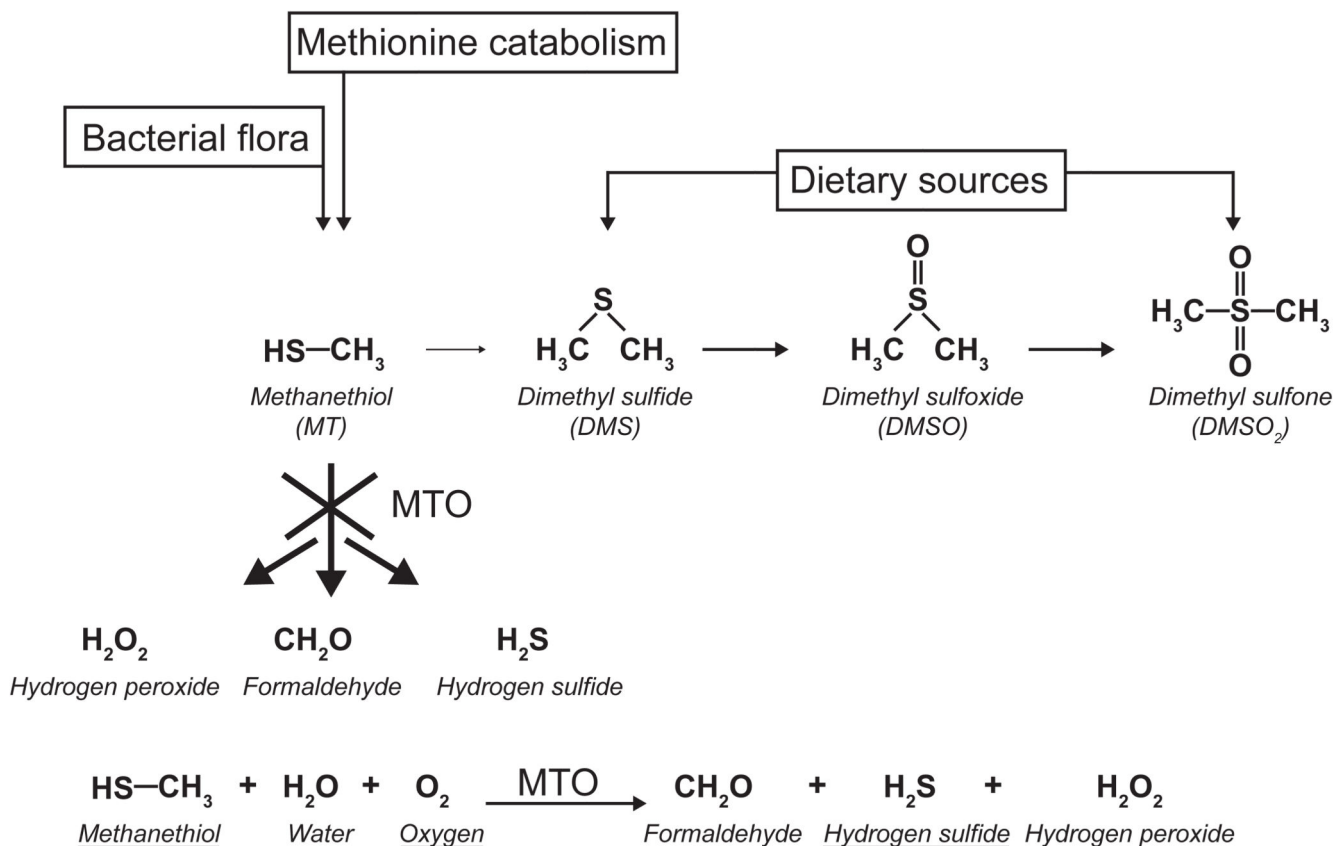 Methionine catabolism
Bacterial flora
Dietary sources
O
S
H₃C CH₃
O
S
H₃C CH₃
O
H₃C–S–CH₃
O
HS–CH₃
Methanethiol
(MT)
Dimethyl sulfide
(DMS)
Dimethyl sulfoxide
(DMSO)
Dimethyl sulfone
(DMSO₂)
MTO
H₂O₂ CH₂O H₂S
Hydrogen peroxide Formaldehyde Hydrogen sulfide
HS–CH₃ + H₂O + O₂ MTO CH₂O + H₂S + H₂O₂
Methanethiol Water Oxygen Formaldehyde Hydrogen sulfide Hydrogen peroxide